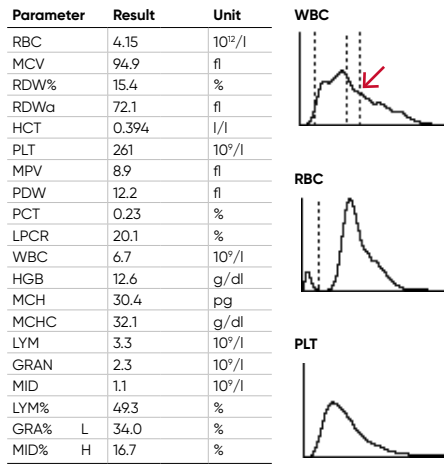 Parameter Result Unit
RBC 4.15 10¹²/l
MCV 94.9 fl
RDW% 15.4 %
RDWa 72.1 fl
HCT 0.394 l/l
PLT 261 10⁹/l
MPV 8.9 fl
PDW 12.2 fl
PCT 0.23 %
LPCR 20.1 %
WBC 6.7 10⁹/l
HGB 12.6 g/dl
MCH 30.4 pg
MCHC 32.1 g/dl
LYM 3.3 10⁹/l
GRAN 2.3 10⁹/l
MID 1.1 10⁹/l
LYM% 49.3 %
GRA% L 34.0 %
MID% H 16.7 %
WBC
RBC
PLT